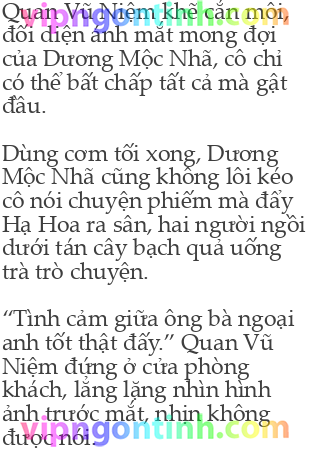 Quan Vũ Niệm khẽ cắn môi,
đối diện ánh mắt mong đợi
của Dương Mộc Nhã, cô chỉ
có thể bất chấp tất cả mà gật
đầu.
Dùng cơm tối xong, Dương
Mộc Nhã cũng không lôi kéo
cô nói chuyện phiếm mà đẩy
Hạ Hoa ra sân, hai người ngồi
dưới tán cây bạch quả uống
trà trò chuyện.
“Tình cảm giữa ông bà ngoại
anh tốt thật đấy.” Quan Vũ
Niệm đứng ở cửa phòng
khách, lẳng lặng nhìn hình
ảnh trước mắt, nhịn không
được nói.
vipngontinh.com
vipngontinh.com